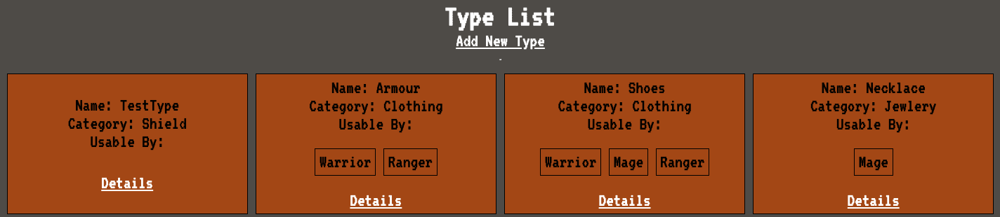 Type List
Add New Type
-
Name: TestType
Category: Shield
Usable By:
Details
Name: Armour
Category: Clothing
Usable By:
Warrior Ranger
Details
Name: Shoes
Category: Clothing
Usable By:
Warrior Mage Ranger
Details
Name: Necklace
Category: Jewlery
Usable By:
Mage
Details